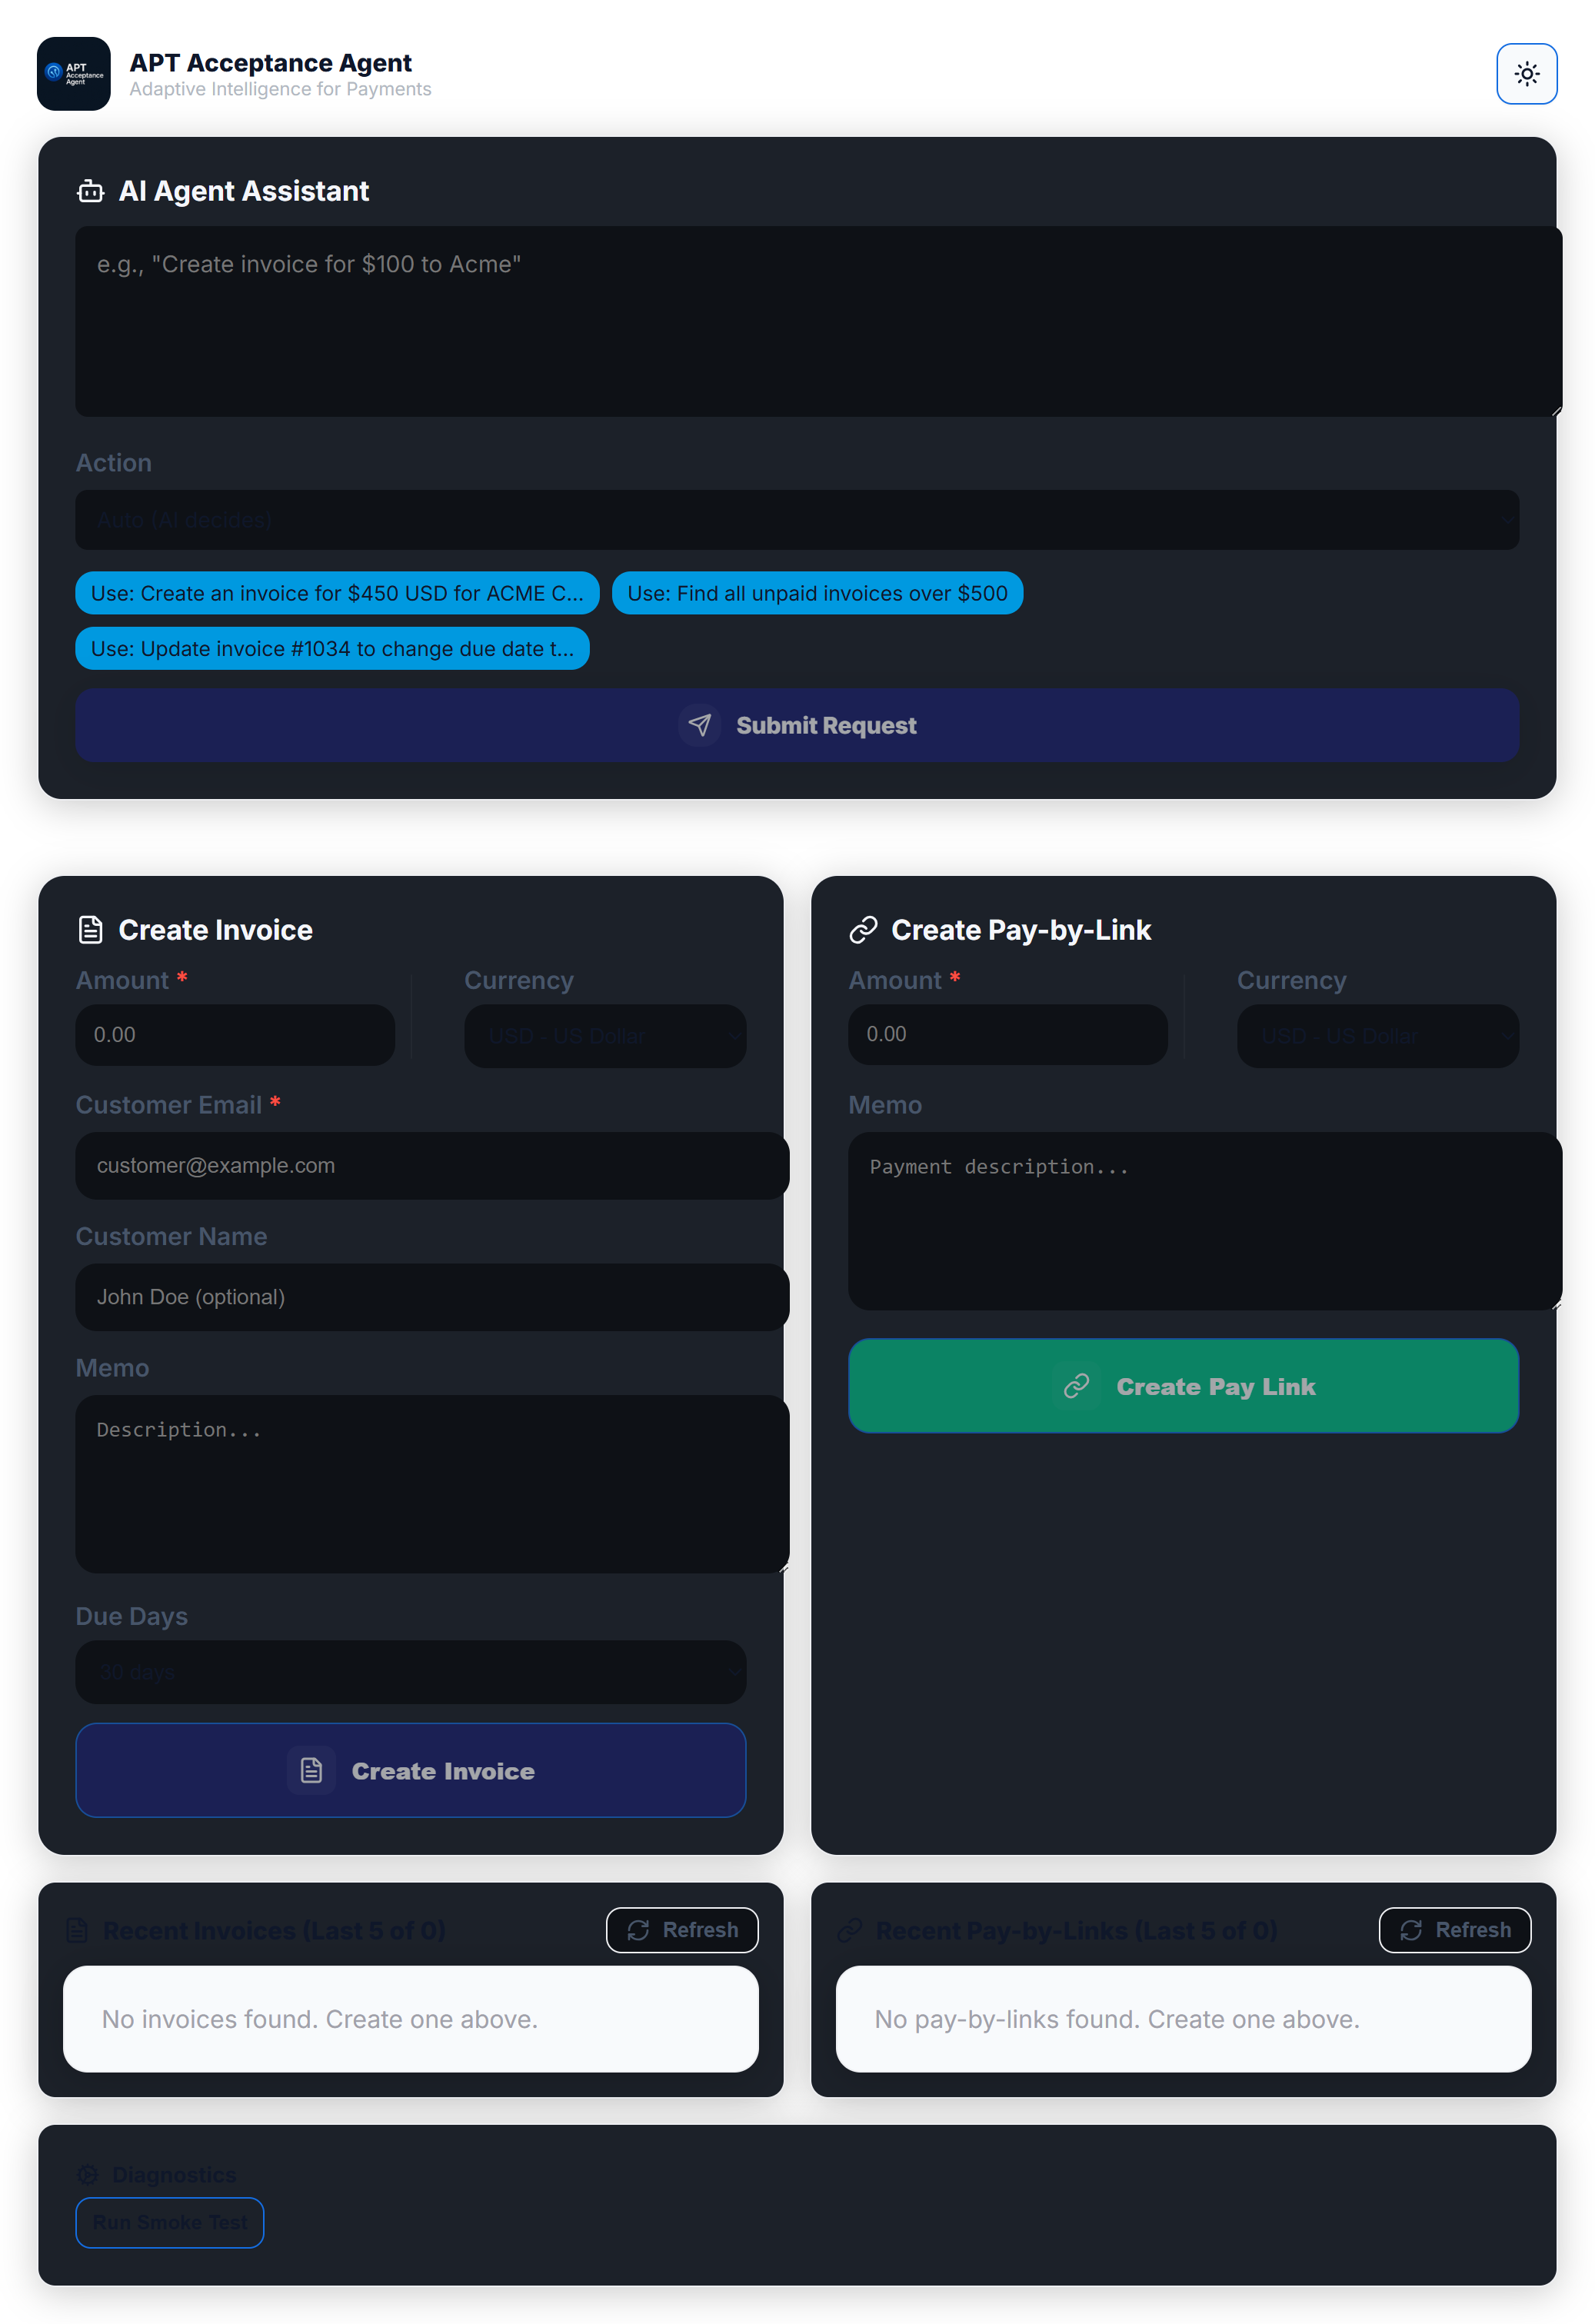 APT
Acceptance
Agent
APT Acceptance Agent
Adaptive Intelligence for Payments
AI Agent Assistant
e.g., "Create invoice for $100 to Acme"
Action
Auto (AI decides)
Use: Create an invoice for $450 USD for ACME C...
Use: Find all unpaid invoices over $500
Use: Update invoice #1034 to change due date t...
Submit Request
Create Invoice
Amount *
Currency
0.00
USD - US Dollar
Customer Email *
customer@example.com
Customer Name
John Doe (optional)
Memo
Description...
Due Days
30 days
Create Invoice
Create Pay-by-Link
Amount *
Currency
0.00
USD - US Dollar
Memo
Payment description...
Create Pay Link
Recent Invoices (Last 5 of 0)
Refresh
No invoices found. Create one above.
Recent Pay-by-Links (Last 5 of 0)
Refresh
No pay-by-links found. Create one above.
Diagnostics
Run Smoke Test